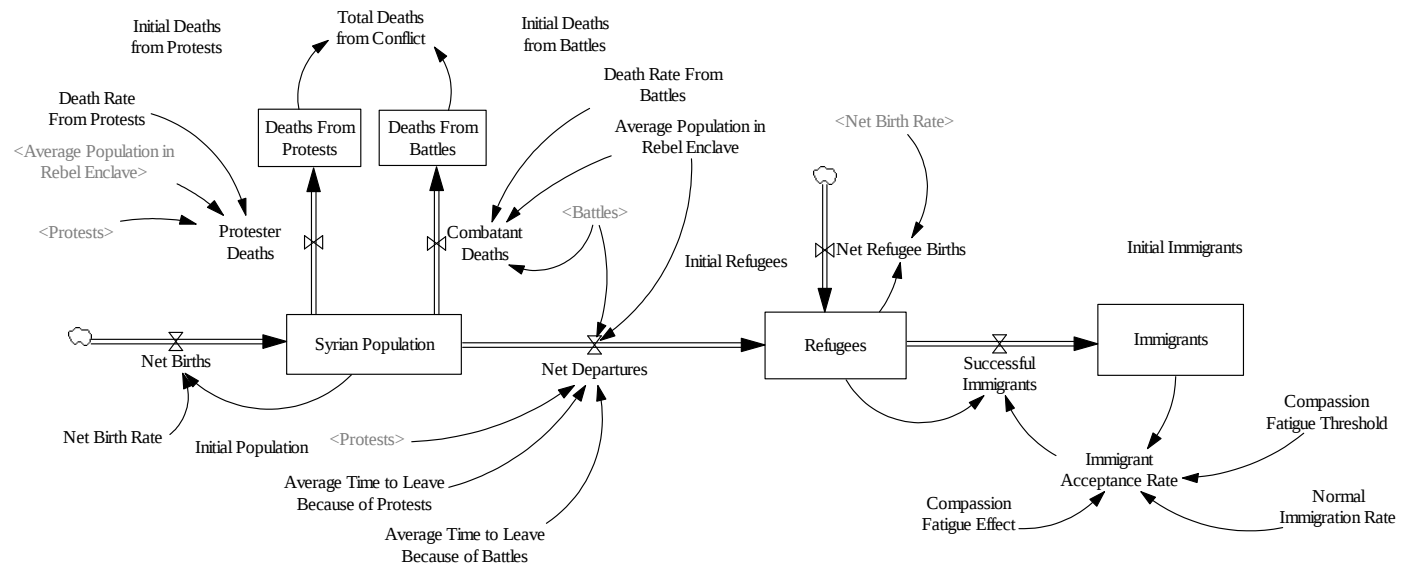 Initial Deaths
from Protests
Total Deaths
from Conflict
Initial Deaths
from Battles
Death Rate From
Battles
Death Rate
From Protests
Deaths From
Protests
Deaths From
Battles
Average Population in
Rebel Enclave
<Net Birth Rate>
<Average Population in
Rebel Enclave>
<Protests>
Protester
Deaths
Combatant
Deaths
<Battles>
Initial Refugees
Net Refugee Births
Initial Immigrants
Net Births
Syrian Population
Net Departures
Refugees
Successful
Immigrants
Immigrants
Net Birth Rate
Initial Population
<Protests>
Average Time to Leave
Because of Protests
Average Time to Leave
Because of Battles
Compassion
Fatigue Threshold
Immigrant
Acceptance Rate
Compassion
Fatigue Effect
Normal
Immigration Rate